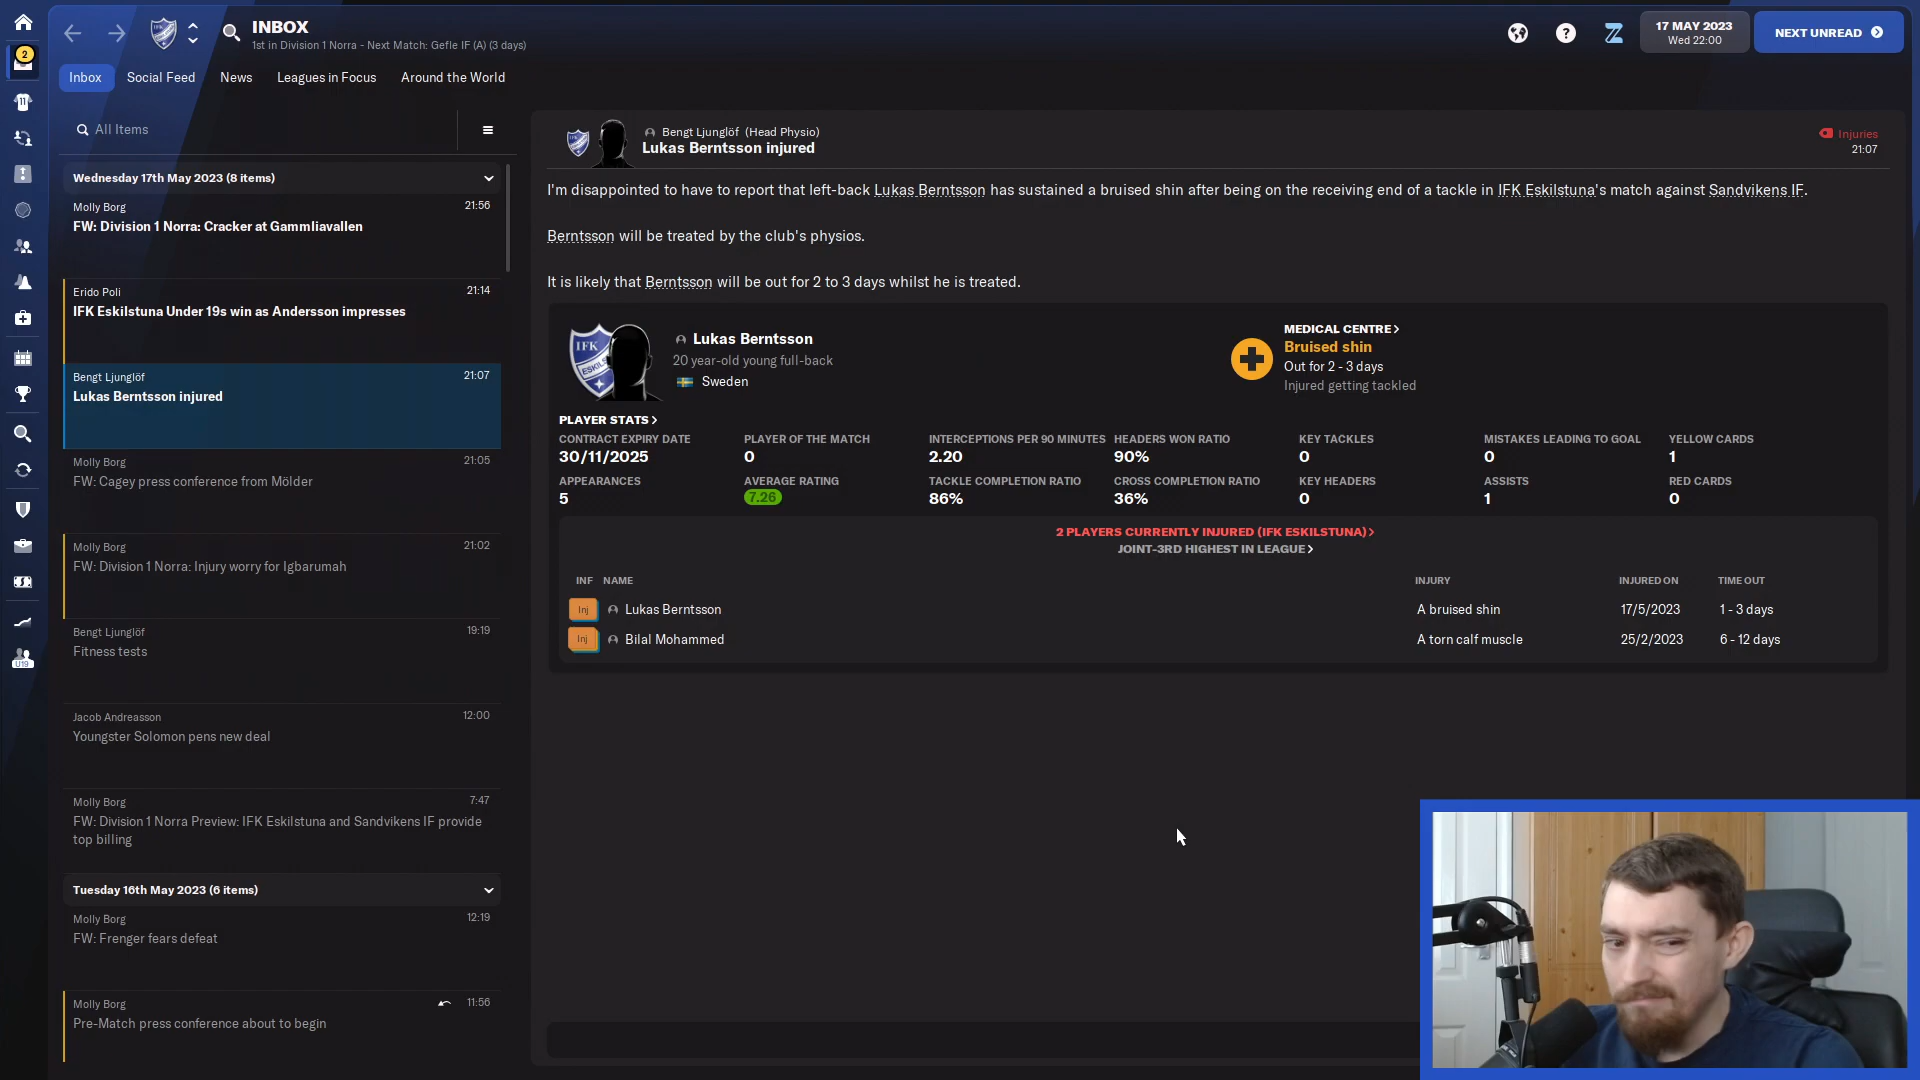 2
INBOX
1st in Division 1 Norra - Next Match: Gefle IF (A) (3 days)
17 MAY 2023
Wed 22:00
NEXT UNREAD
Inbox
Social Feed
News
Leagues in Focus
Around the World
All Items
Wednesday 17th May 2023 (8 items)
Molly Borg
21:56
FW: Division 1 Norra: Cracker at Gammliavallen
Erido Poli
21:14
IFK Eskilstuna Under 19s win as Andersson impresses
Bengt Ljunglöf
21:07
Lukas Berntsson injured
Molly Borg
21:05
FW: Cagey press conference from Mölder
Molly Borg
21:02
FW: Division 1 Norra: Injury worry for Igbarumah
Bengt Ljunglöf
19:19
Fitness tests
Jacob Andreasson
12:00
Youngster Solomon pens new deal
Molly Borg
7:47
FW: Division 1 Norra Preview: IFK Eskilstuna and Sandvikens IF provide
top billing
Tuesday 16th May 2023 (6 items)
Molly Borg
12:19
FW: Frenger fears defeat
Molly Borg
11:56
Pre-Match press conference about to begin
U19
Bengt Ljunglöf (Head Physio)
Lukas Berntsson injured
Injuries
21:07
I'm disappointed to have to report that left-back Lukas Berntsson has sustained a bruised shin after being on the receiving end of a tackle in IFK Eskilstuna's match against Sandvikens IF.
Berntsson will be treated by the club's physios.
It is likely that Berntsson will be out for 2 to 3 days whilst he is treated.
IFK
Lukas Berntsson
20 year-old young full-back
Sweden
MEDICAL CENTRE >
Bruised shin
Out for 2 - 3 days
Injured getting tackled
PLAYER STATS >
CONTRACT EXPIRY DATE
30/11/2025
PLAYER OF THE MATCH
0
INTERCEPTIONS PER 90 MINUTES
2.20
HEADERS WON RATIO
90%
KEY TACKLES
0
MISTAKES LEADING TO GOAL
0
YELLOW CARDS
1
APPEARANCES
5
AVERAGE RATING
7.26
TACKLE COMPLETION RATIO
86%
CROSS COMPLETION RATIO
36%
KEY HEADERS
0
ASSISTS
1
RED CARDS
0
2 PLAYERS CURRENTLY INJURED (IFK ESKILSTUNA) >
JOINT-3RD HIGHEST IN LEAGUE >
INF NAME INJURY INJURED ON TIME OUT
Inj Lukas Berntsson A bruised shin 17/5/2023 1 - 3 days
Inj Bilal Mohammed A torn calf muscle 25/2/2023 6 - 12 days